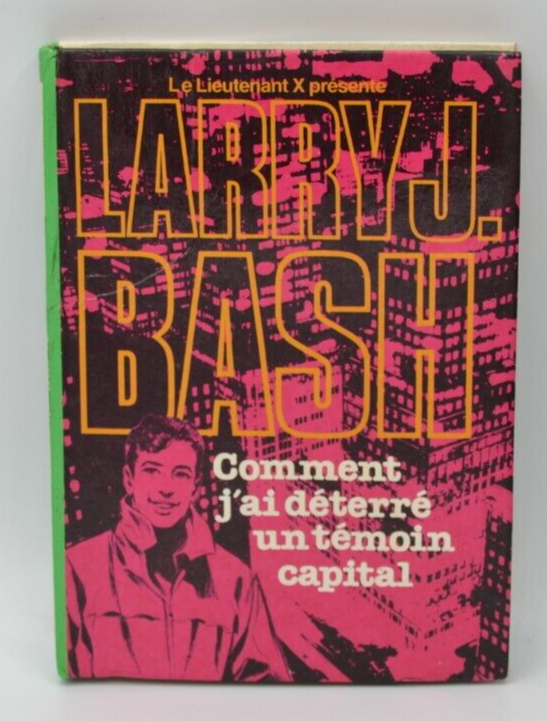 Le Lieutenant X présente
LARRY J.
BASH
Comment
j'ai déterré
un témoin
capital